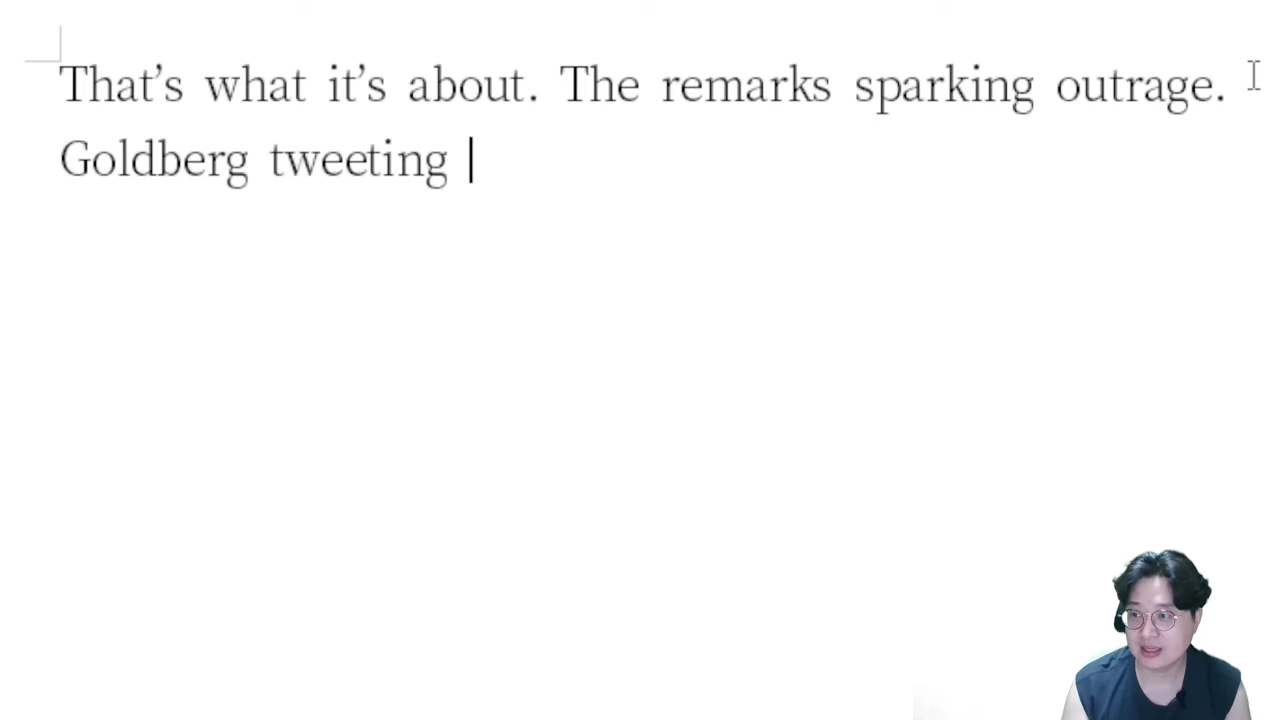 That’s what it’s about. The remarks sparking outrage.
Goldberg tweeting